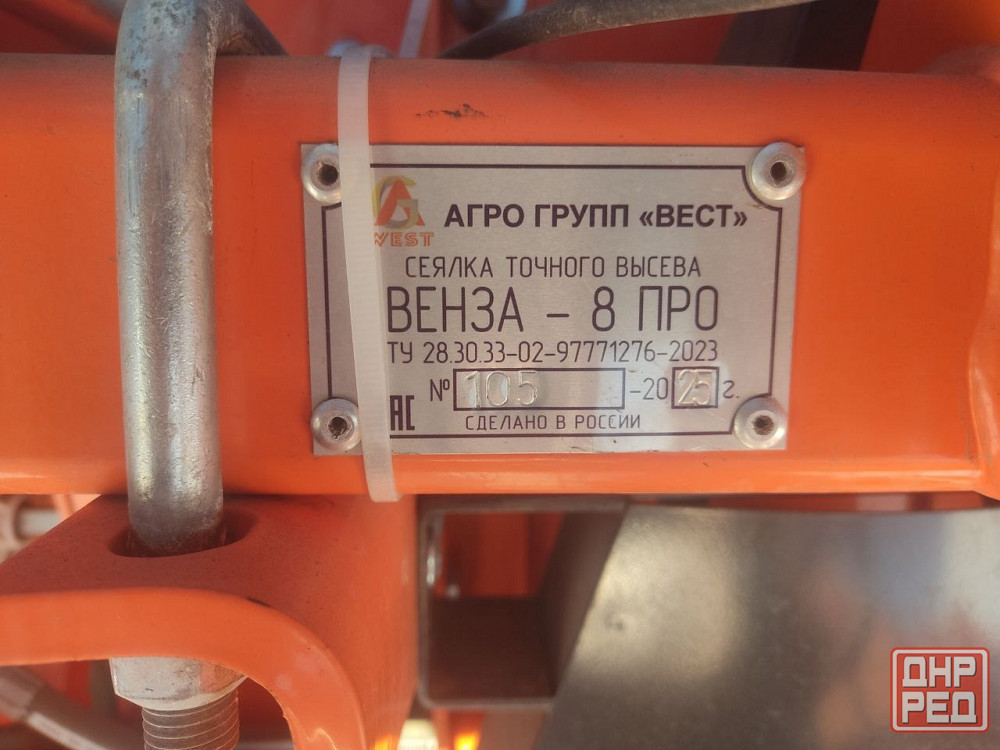 АГРО ГРУПП «ВЕСТ»
WEST
СЕЯЛКА ТОЧНОГО ВЫСЕВА
ВЕНЗА – 8 ПРО
ТУ 28.30.33-02-97771276-2023
№ 105 -2025 г.
ЕАС СДЕЛАНО В РОССИИ
ДНР
РЕД